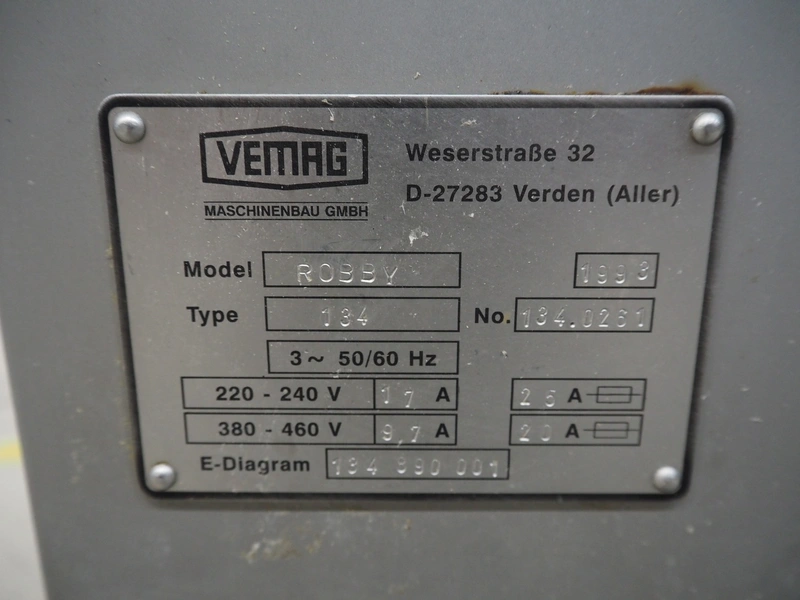 VEMAG
MASCHINENBAU GMBH
Weserstraße 32
D-27283 Verden (Aller)
Model ROBBY 1993
Type 134 No. 134.0261
3~ 50/60 Hz
220 - 240 V 17 A 25 A
380 - 460 V 9,7 A 20 A
E-Diagram 134 890 001